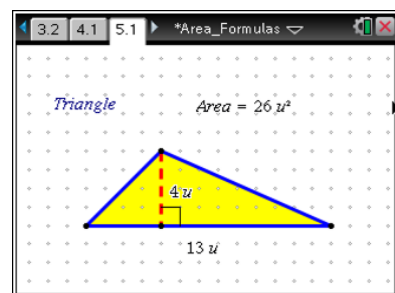 3.2 4.1 5.1 *Area_Formulas
Triangle Area = 26 u²
4 u
13 u